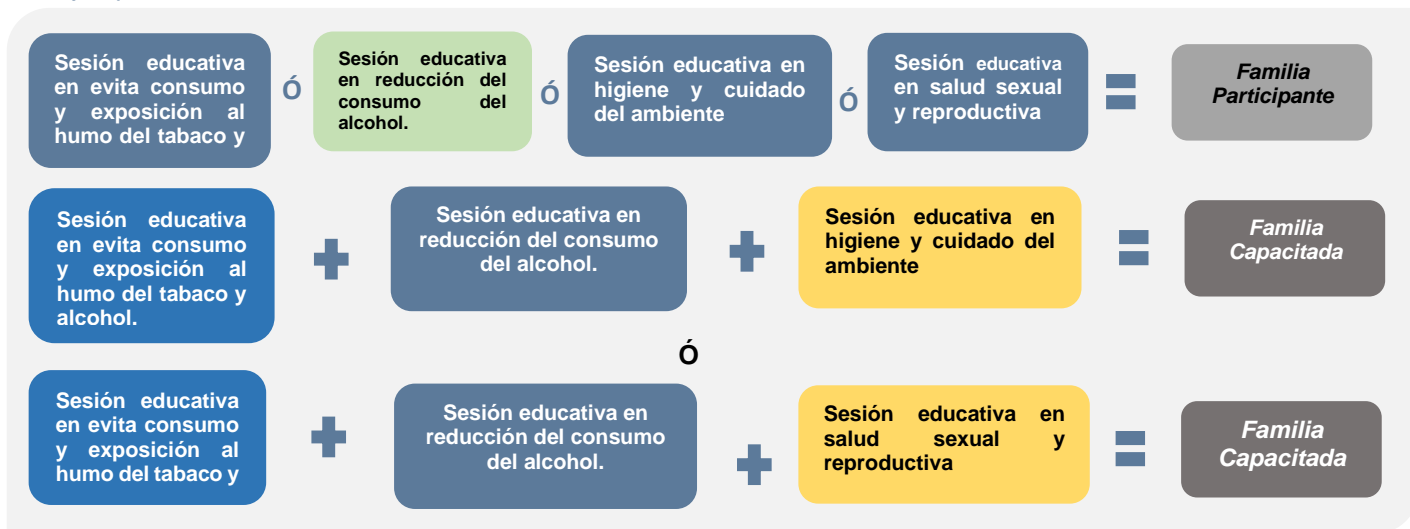 Sesión educativa
en evita consumo
y exposición al
humo del tabaco y
Ó
Sesión educativa
en reducción del
consumo del
alcohol.
Ó
Sesión educativa en
higiene y cuidado
del ambiente
Ó
Sesión educativa
en salud sexual
y reproductiva
=
Familia
Participante
Sesión educativa
en evita consumo
y exposición al
humo del tabaco y
alcohol.
+
Sesión educativa en
reducción del consumo
del alcohol.
+
Sesión educativa en
higiene y cuidado del
ambiente
=
Familia
Capacitada
Ó
Sesión educativa
en evita consumo
y exposición al
humo del tabaco y
+
Sesión educativa en
reducción del consumo
del alcohol.
+
Sesión educativa en
salud sexual y
reproductiva
=
Familia
Capacitada